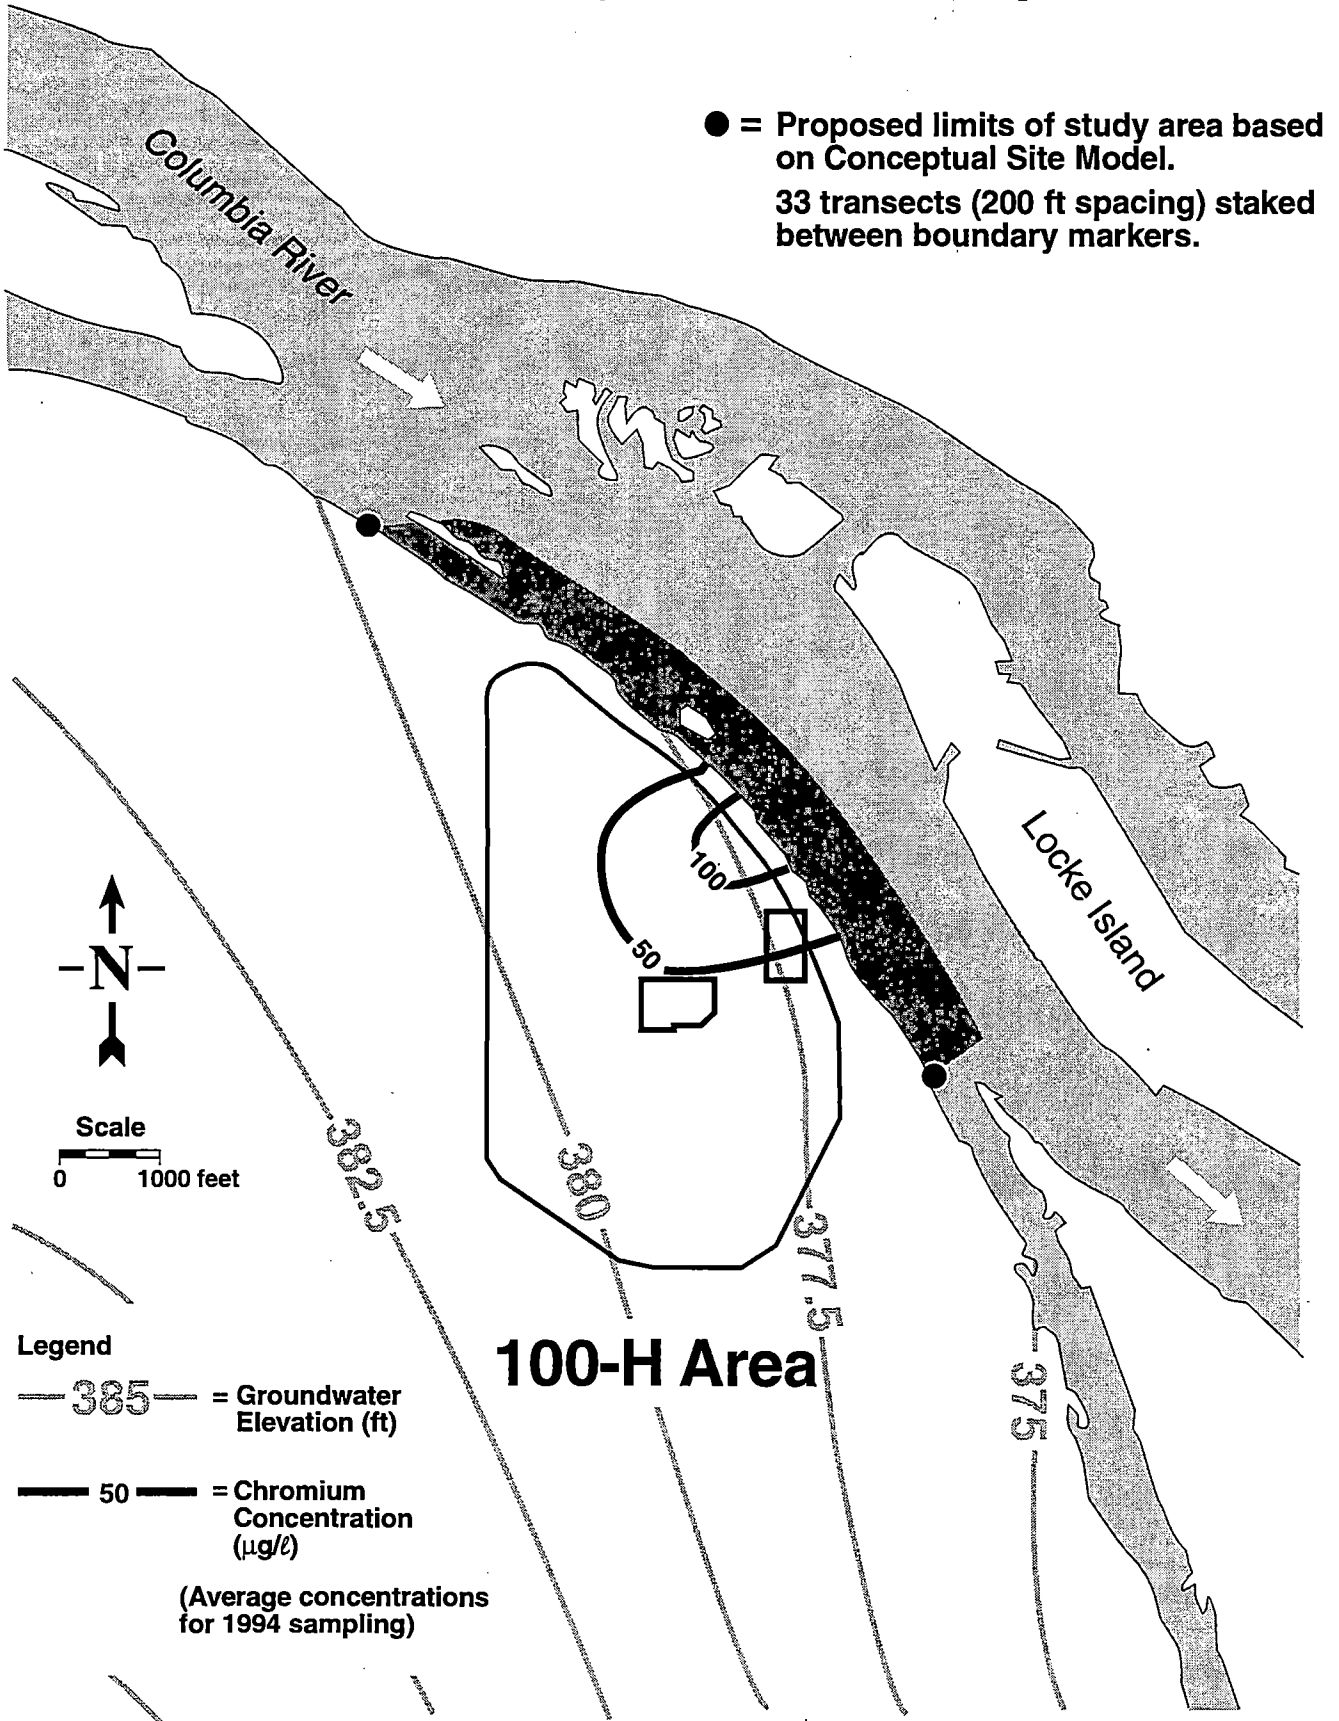 ● = Proposed limits of study area based
on Conceptual Site Model.
33 transects (200 ft spacing) staked
between boundary markers.
Columbia River
Locke Island
100
50
N
Scale
0 1000 feet
382.5
380
377.5
375
100-H Area
Legend
385 = Groundwater
Elevation (ft)
50 = Chromium
Concentration
(µg/ℓ)
(Average concentrations
for 1994 sampling)